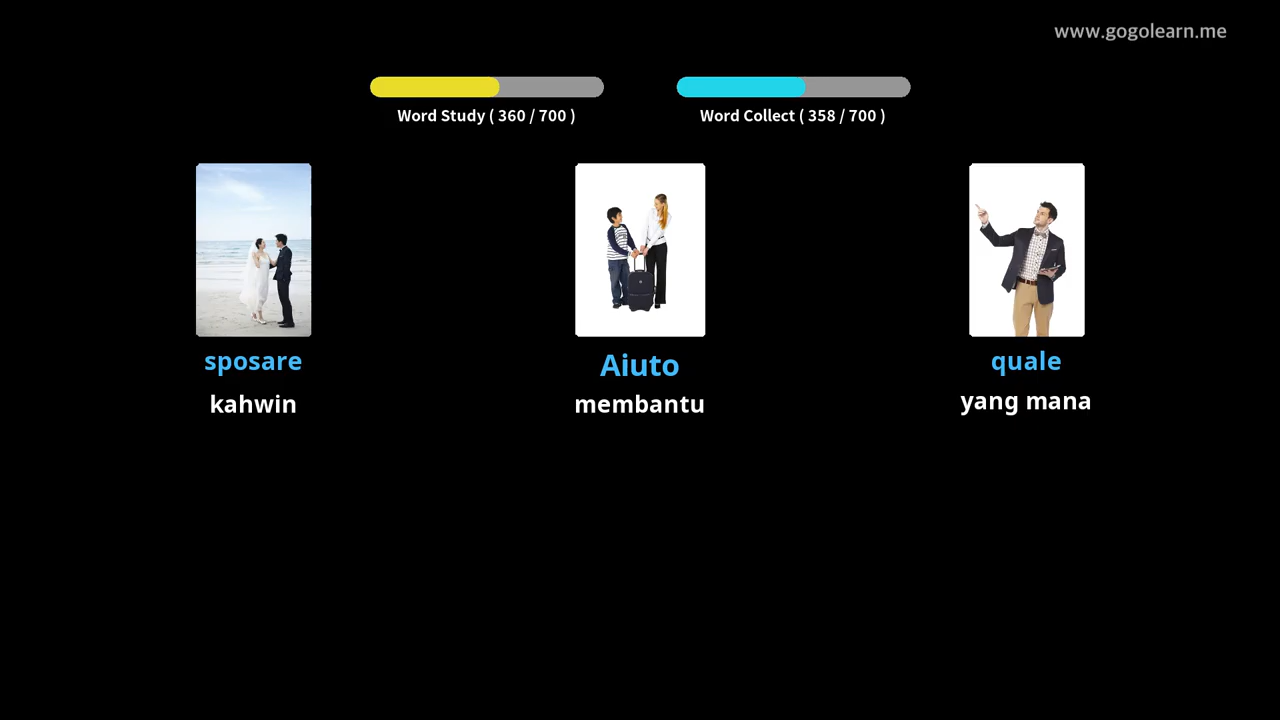 www.gogolearn.me
Word Study ( 360 / 700 )
Word Collect ( 358 / 700 )
sposare
kahwin
Aiuto
membantu
quale
yang mana